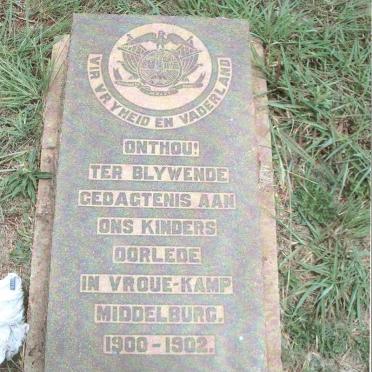 VIR VRYHEID EN VADERLAND
ONTHOU!
TER BLYWENDE
GEDAGTENIS AAN
ONS KINDERS
OORLEDE
IN VROUE-KAMP
MIDDELBURG.
1900-1902.